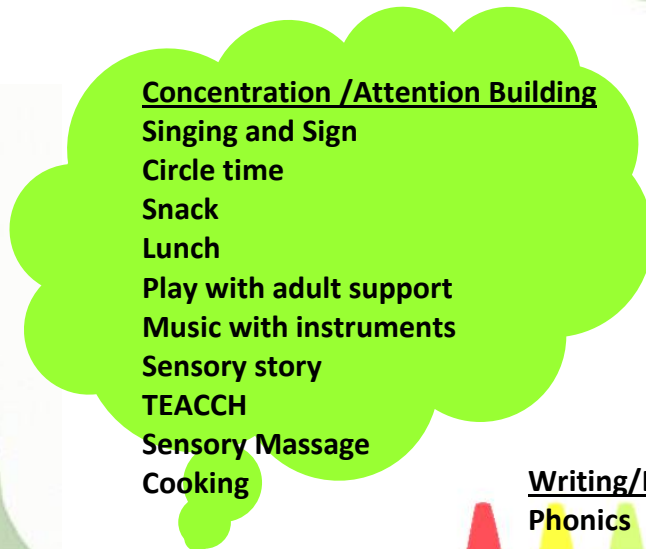 Concentration /Attention Building
Singing and Sign
Circle time
Snack
Lunch
Play with adult support
Music with instruments
Sensory story
TEACCH
Sensory Massage
Cooking
Writing/
Phonics